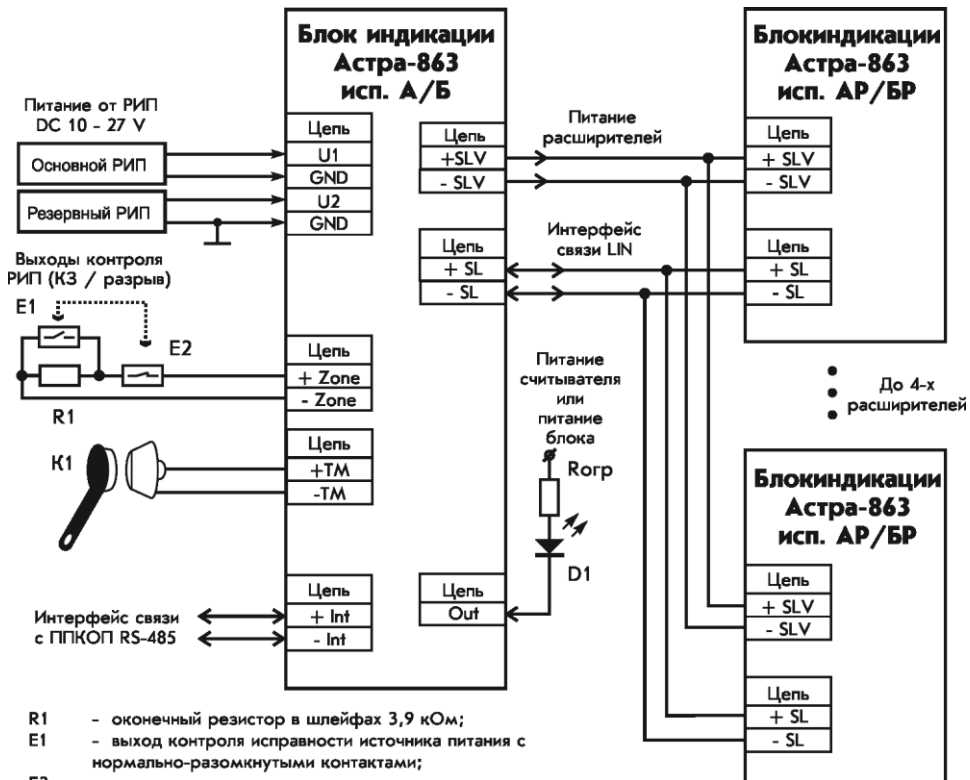 Блок индикации
Астра-863
исп. А/Б
Питание от РИП
DC 10 - 27 V
Основной РИП
Резервный РИП
Цепь
U1
GND
U2
GND
Цепь
+SLV
- SLV
Питание
расширителей
Цепь
+ SL
- SL
Интерфейс
связи LIN
Выходы контроля
РИП (КЗ / разрыв)
E1
E2
R1
Цепь
+ Zone
- Zone
K1
Цепь
+TM
-TM
Интерфейс связи
с ППКОП RS-485
Цепь
+ Int
- Int
Цепь
Out
Питание
считывателя
или
питание
блока
Rогр
D1
Блокиндикации
Астра-863
исп. АР/БР
Цепь
+ SLV
- SLV
Цепь
+ SL
- SL
До 4-х
расширителей
Блокиндикации
Астра-863
исп. АР/БР
Цепь
+ SLV
- SLV
Цепь
+ SL
- SL
R1 - оконечный резистор в шлейфах 3,9 кОм;
E1 - выход контроля исправности источника питания с
нормально-разомкнутыми контактами;